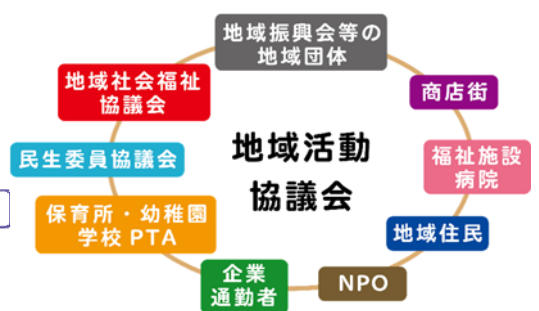 地域振興会等の
地域団体
地域社会福祉
協議会
商店街
民生委員協議会
地域活動
協議会
福祉施設
病院
保育所・幼稚園
学校 PTA
地域住民
企業
通勤者
NPO